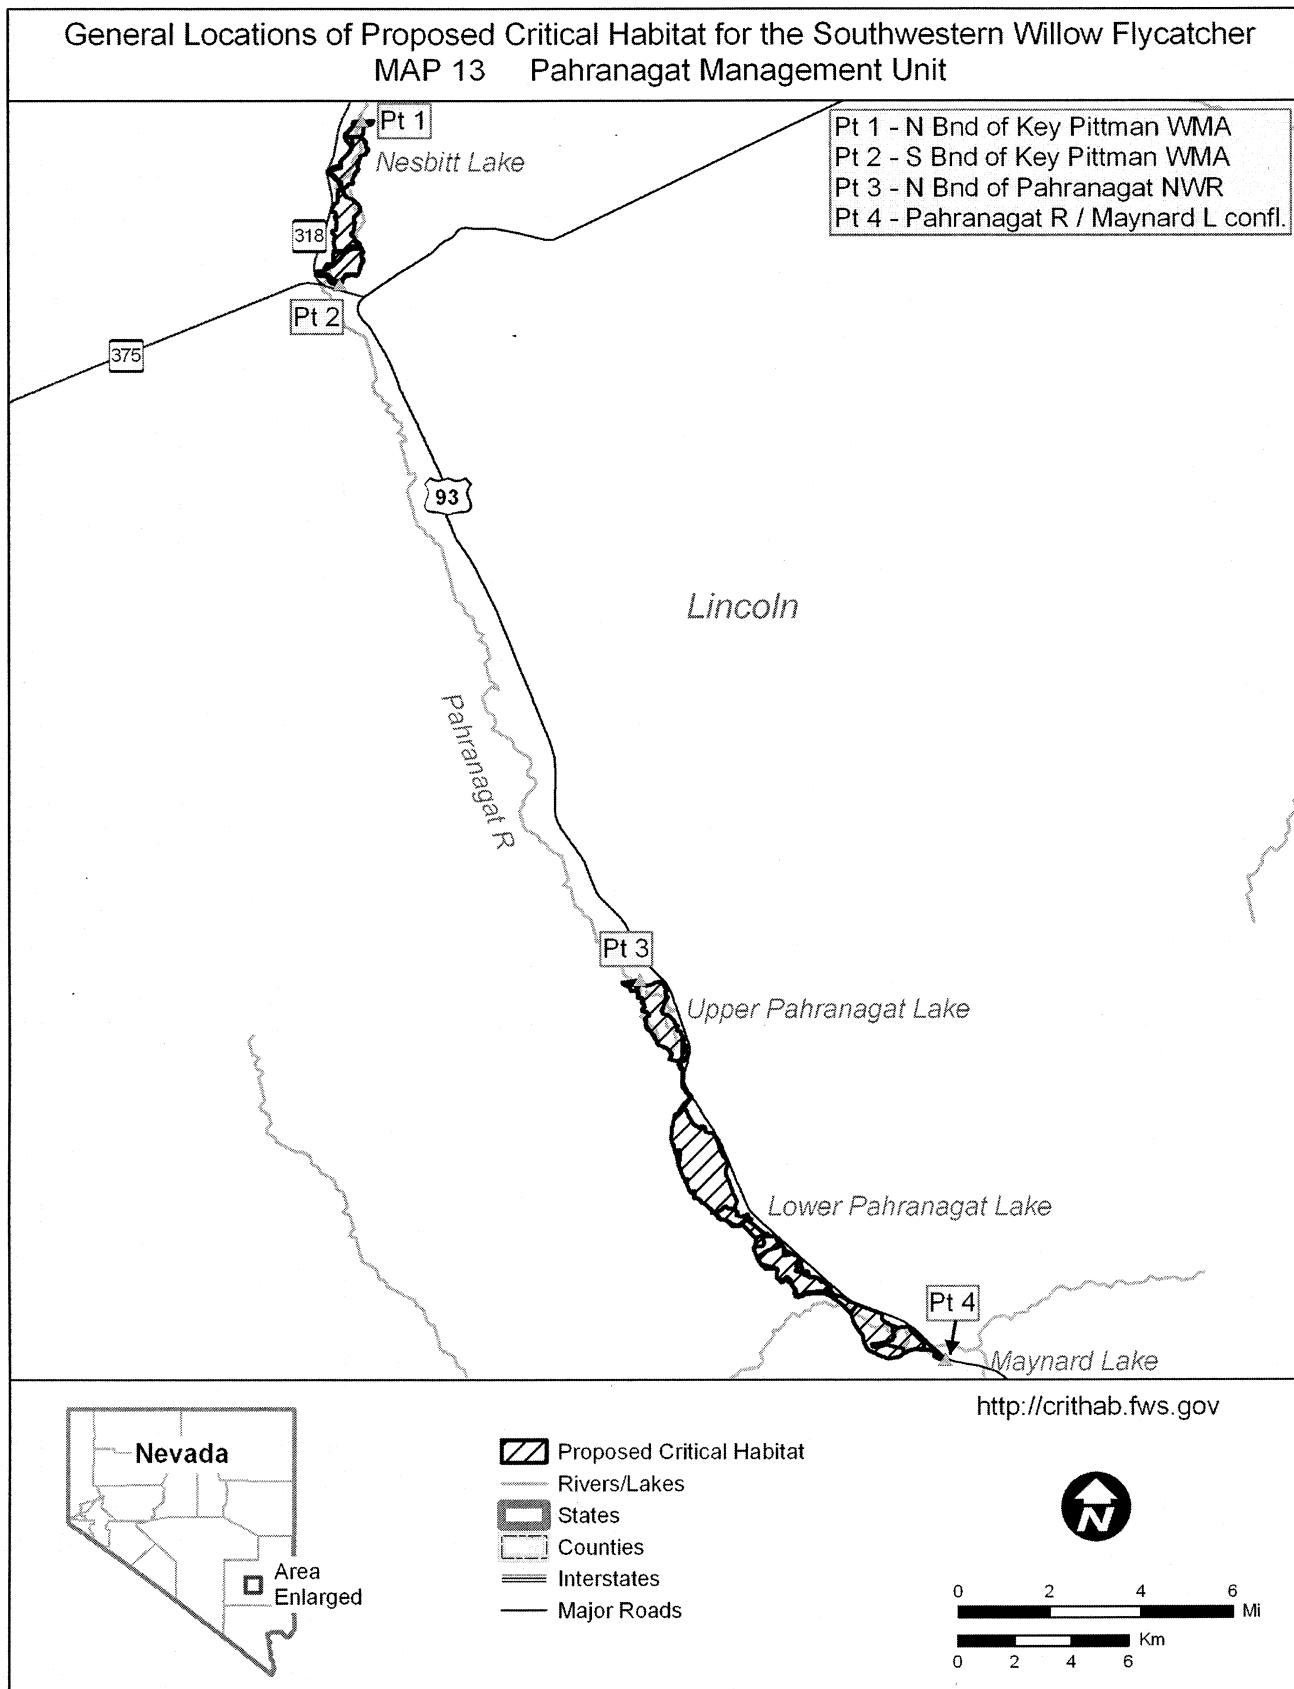 General Locations of Proposed Critical Habitat for the Southwestern Willow Flycatcher
MAP 13 Pahranagat Management Unit
Pt 1 - N Bnd of Key Pittman WMA
Pt 2 - S Bnd of Key Pittman WMA
Pt 3 - N Bnd of Pahranagat NWR
Pt 4 - Pahranagat R / Maynard L confl.
Pt 1
Nesbitt Lake
318
Pt 2
375
93
Lincoln
Pahranagat R
Pt 3
Upper Pahranagat Lake
Lower Pahranagat Lake
Pt 4
Maynard Lake
http://crithab.fws.gov
Nevada
Area
Enlarged
Proposed Critical Habitat
Rivers/Lakes
States
Counties
Interstates
Major Roads
N
0 2 4 6
Mi
Km
0 2 4 6